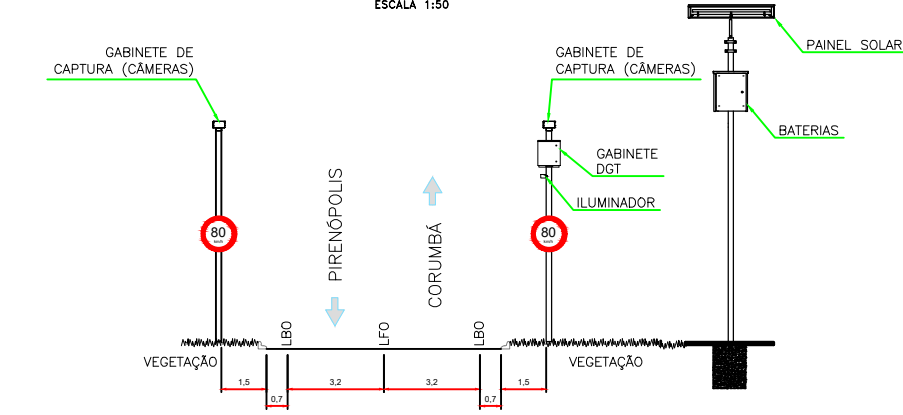 ESCALA 1:50
GABINETE DE
CAPTURA (CÂMERAS)
GABINETE DE
CAPTURA (CÂMERAS)
PAINEL SOLAR
BATERIAS
GABINETE
DGT
ILUMINADOR
PIRENÓPOLIS
CORUMBÁ
80
km/h
80
km/h
LBO
LFO
LBO
VEGETAÇÃO
VEGETAÇÃO
1,5
3,2
3,2
1,5
0,7
0,7